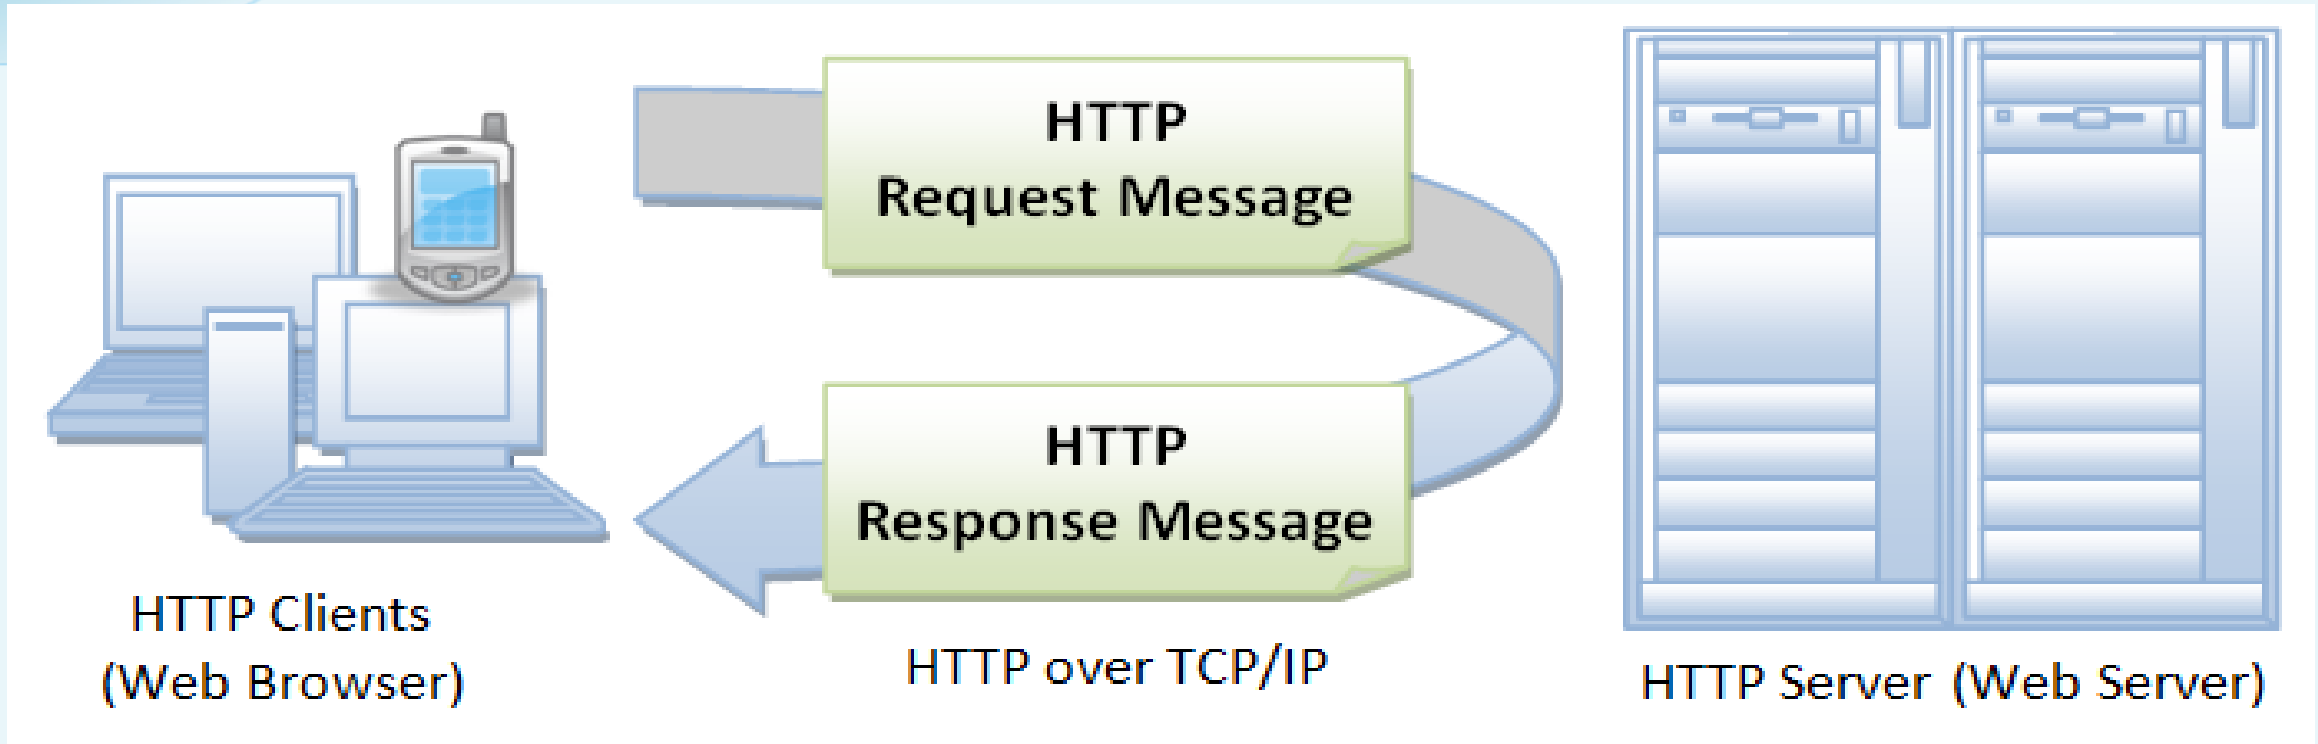 HTTP
Request Message
HTTP
Response Message
HTTP Clients
(Web Browser)
HTTP over TCP/IP
HTTP Server (Web Server)